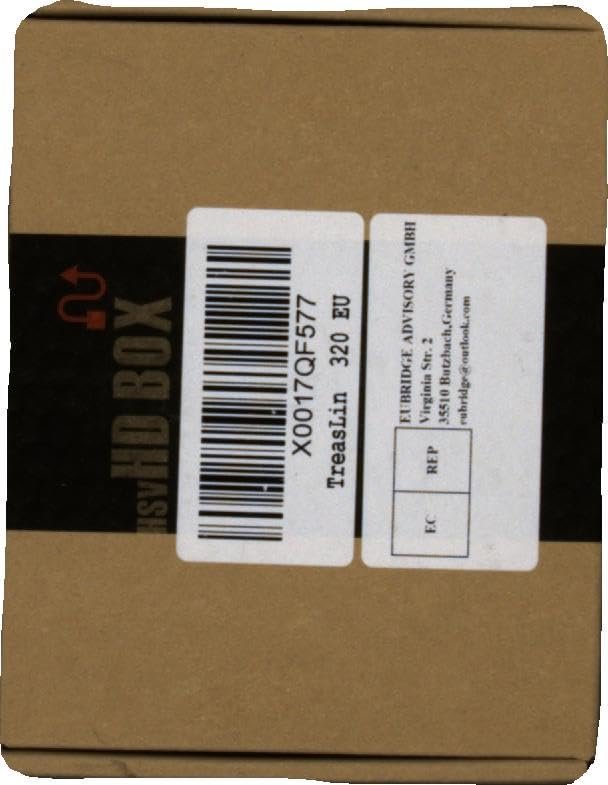 HSV HD BOX
X0017QF577
TreasLin 320 EU
EUBRIDGE ADVISORY GMBH
Virginia Str. 2
35510 Butzbach,Germany
eubridge@outlook.com
EC REP